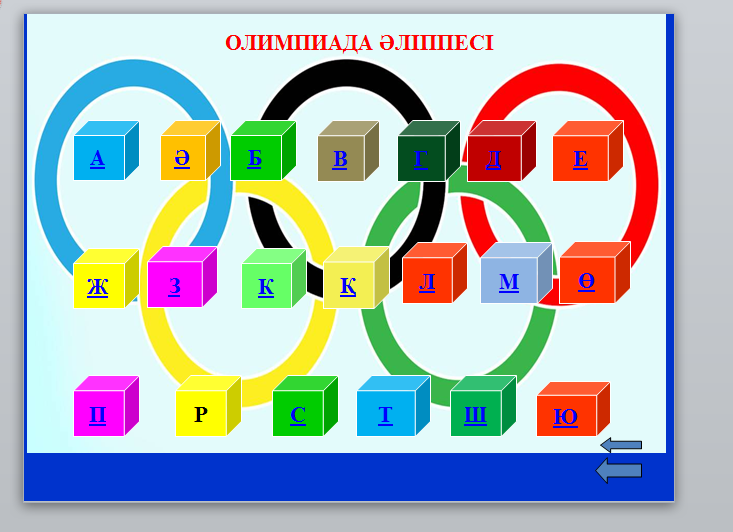 ОЛИМПИАДА ӘЛІППЕСІ
А Ә Б В Г Д Е
Ж З К Қ Л М Ө
П Р С Т Ш Ю